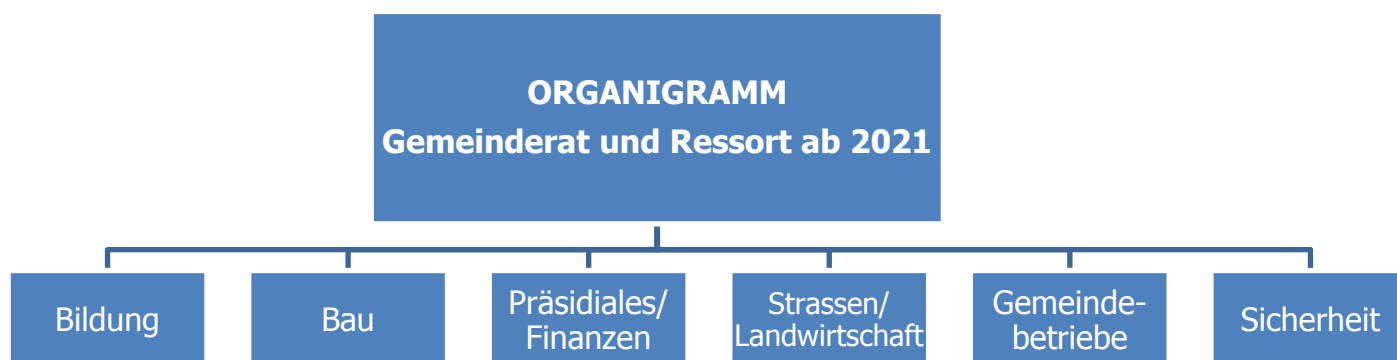 ORGANIGRAMM
Gemeinderat und Ressort ab 2021
Bildung
Bau
Präsidiales/
Finanzen
Strassen/
Landwirtschaft
Gemeinde-
betriebe
Sicherheit